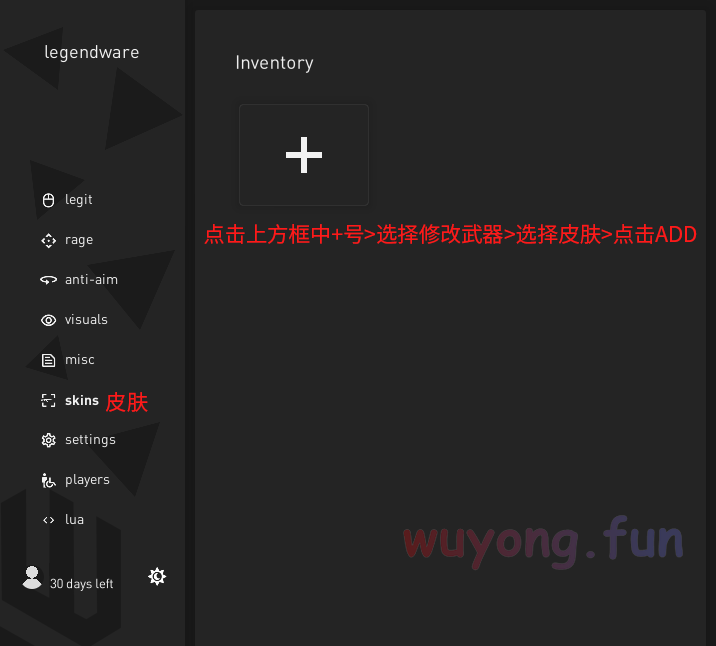 legendware
Inventory
点击上方框中+号>选择修改武器>选择皮肤>点击ADD
legit
rage
anti-aim
visuals
misc
skins 皮肤
settings
players
lua
30 days left
wuyong.fun